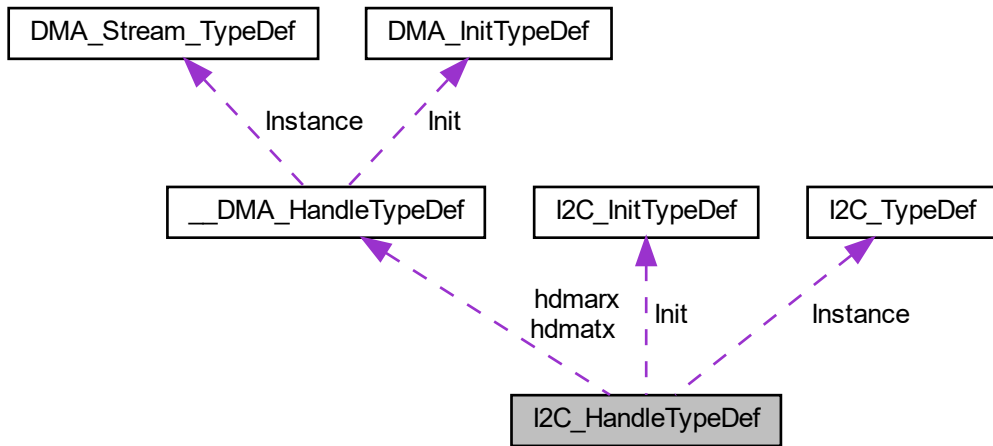 DMA_Stream_TypeDef
DMA_InitTypeDef
Instance
Init
__DMA_HandleTypeDef
I2C_InitTypeDef
I2C_TypeDef
hdmarx
hdmatx
Init
Instance
I2C_HandleTypeDef